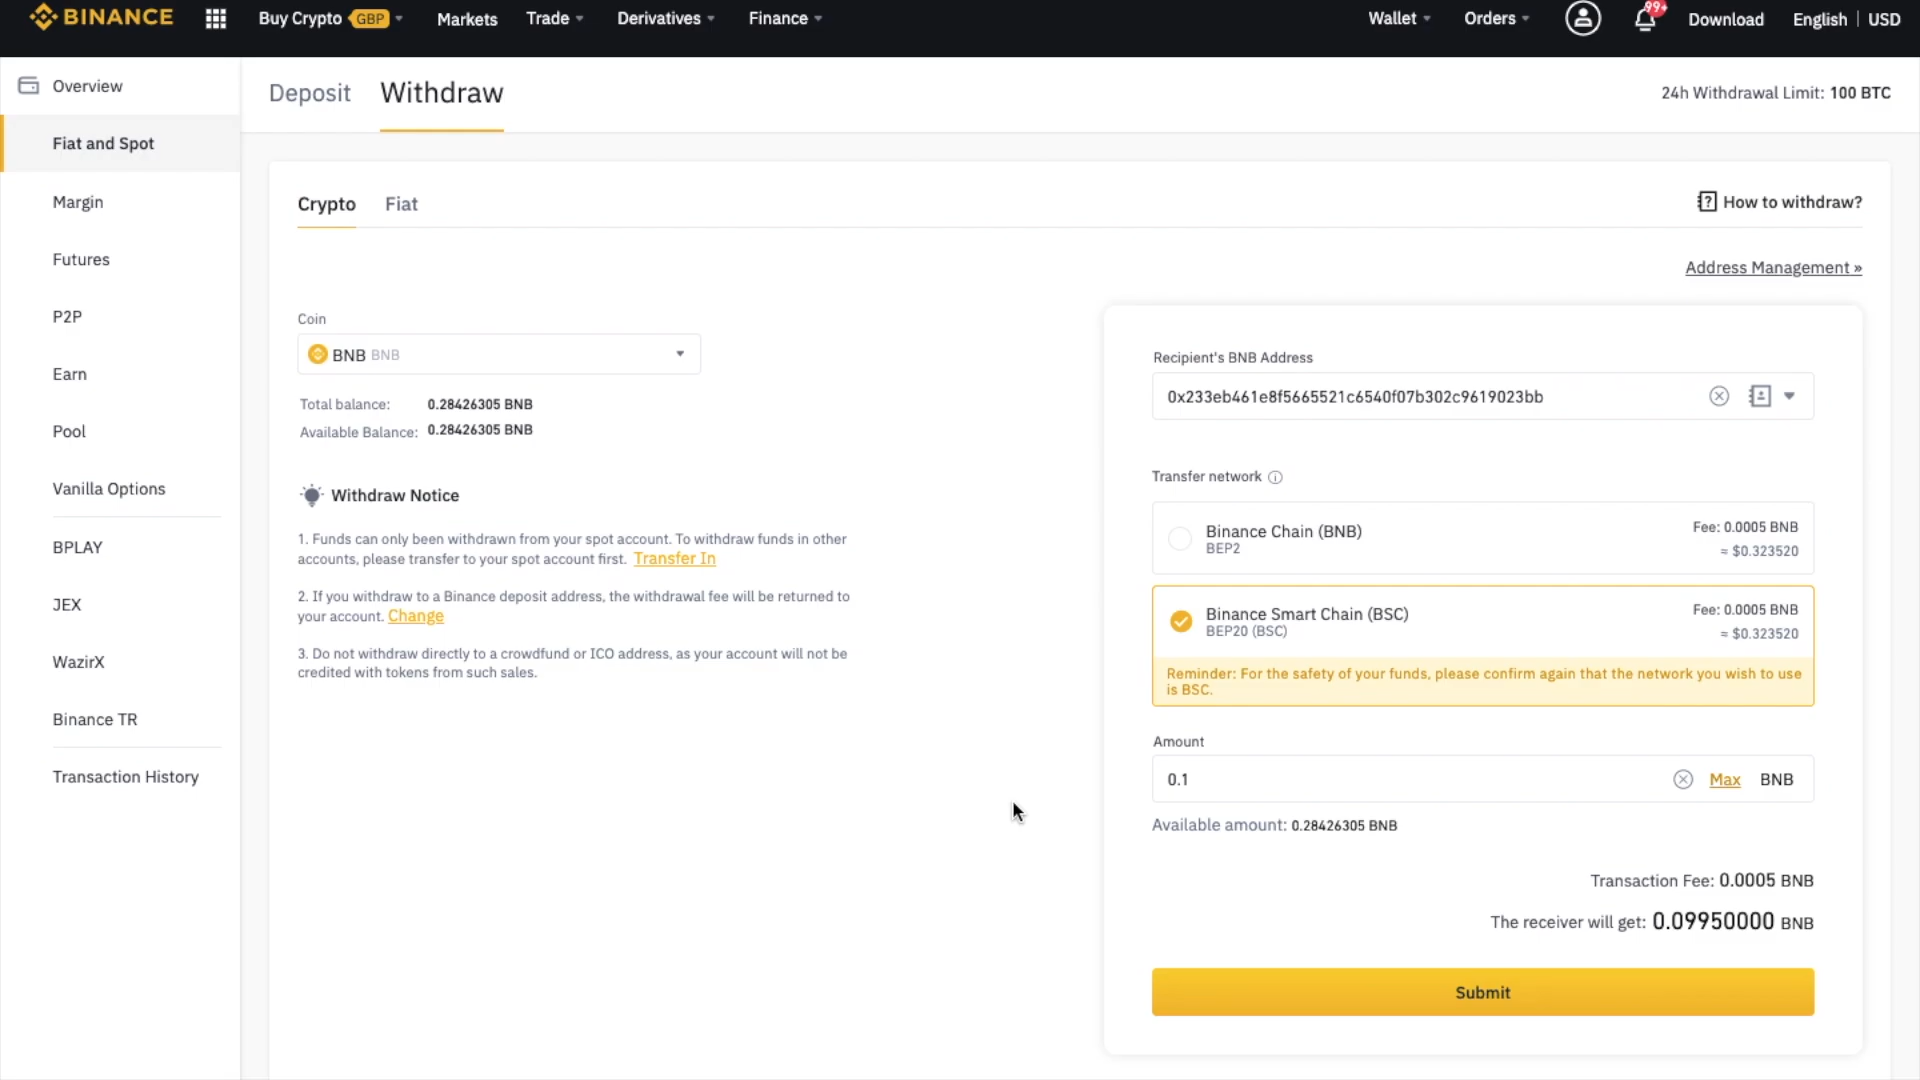 BINANCE
Buy Crypto GBP
Markets
Trade
Derivatives
Finance
Wallet
Orders
99+
Download
English | USD
Overview
Fiat and Spot
Margin
Futures
P2P
Earn
Pool
Vanilla Options
BPLAY
JEX
WazirX
Binance TR
Transaction History
Deposit
Withdraw
24h Withdrawal Limit: 100 BTC
Crypto
Fiat
How to withdraw?
Address Management »
Coin
BNB BNB
Total balance: 0.28426305 BNB
Available Balance: 0.28426305 BNB
Withdraw Notice
1. Funds can only been withdrawn from your spot account. To withdraw funds in other
accounts, please transfer to your spot account first. Transfer In
2. If you withdraw to a Binance deposit address, the withdrawal fee will be returned to
your account. Change
3. Do not withdraw directly to a crowdfund or ICO address, as your account will not be
credited with tokens from such sales.
Recipient's BNB Address
0x233eb461e8f5665521c6540f07b302c9619023bb
Transfer network
Binance Chain (BNB)
BEP2
Fee: 0.0005 BNB
≈ $0.323520
Binance Smart Chain (BSC)
BEP20 (BSC)
Fee: 0.0005 BNB
≈ $0.323520
Reminder: For the safety of your funds, please confirm again that the network you wish to use
is BSC.
Amount
0.1
Max
BNB
Available amount: 0.28426305 BNB
Transaction Fee: 0.0005 BNB
The receiver will get: 0.09950000 BNB
Submit